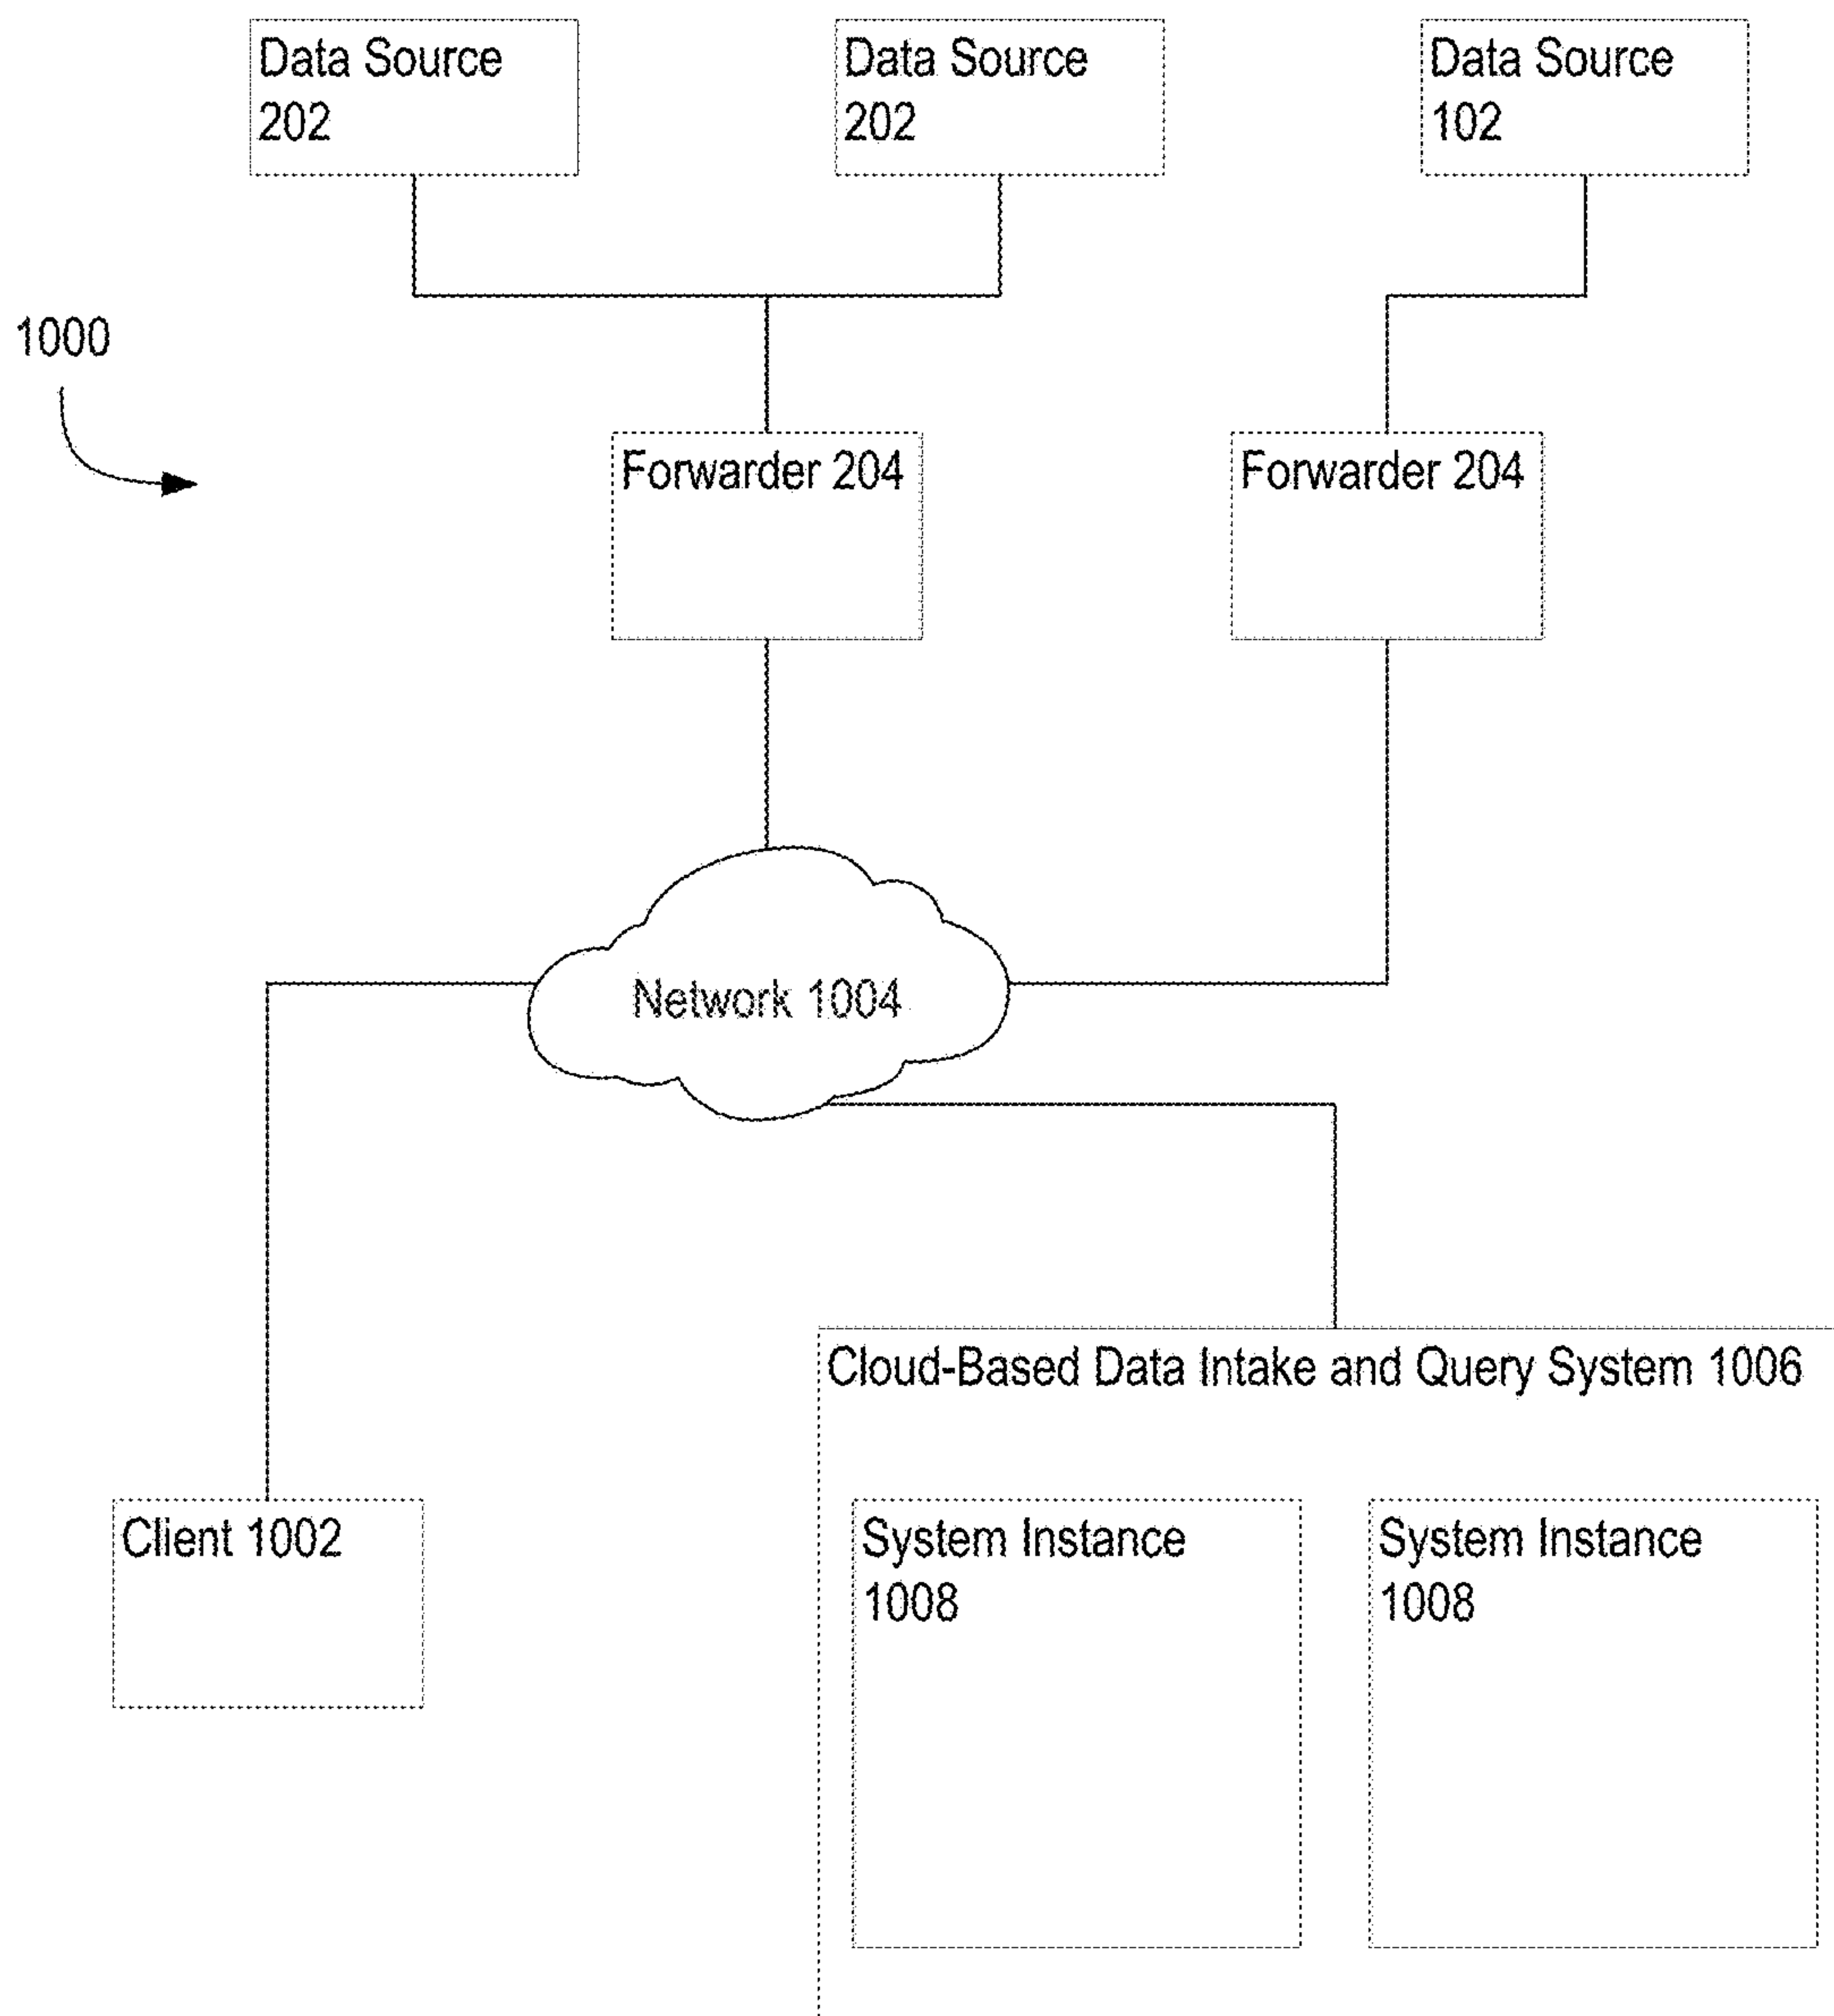 Data Source
202
Data Source
202
Data Source
102
1000
Forwarder 204
Forwarder 204
Network 1004
Cloud-Based Data Intake and Query System 1006
Client 1002
System Instance
1008
System Instance
1008